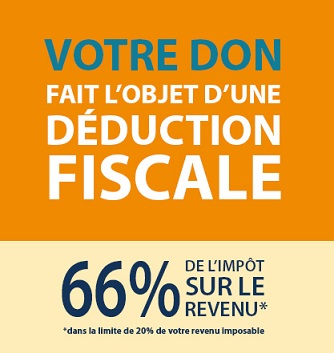 VOTRE DON
FAIT L'OBJET D'UNE
DÉDUCTION
FISCALE
66% DE L'IMPÔT
SUR LE
REVENU*
*dans la limite de 20% de votre revenu imposable